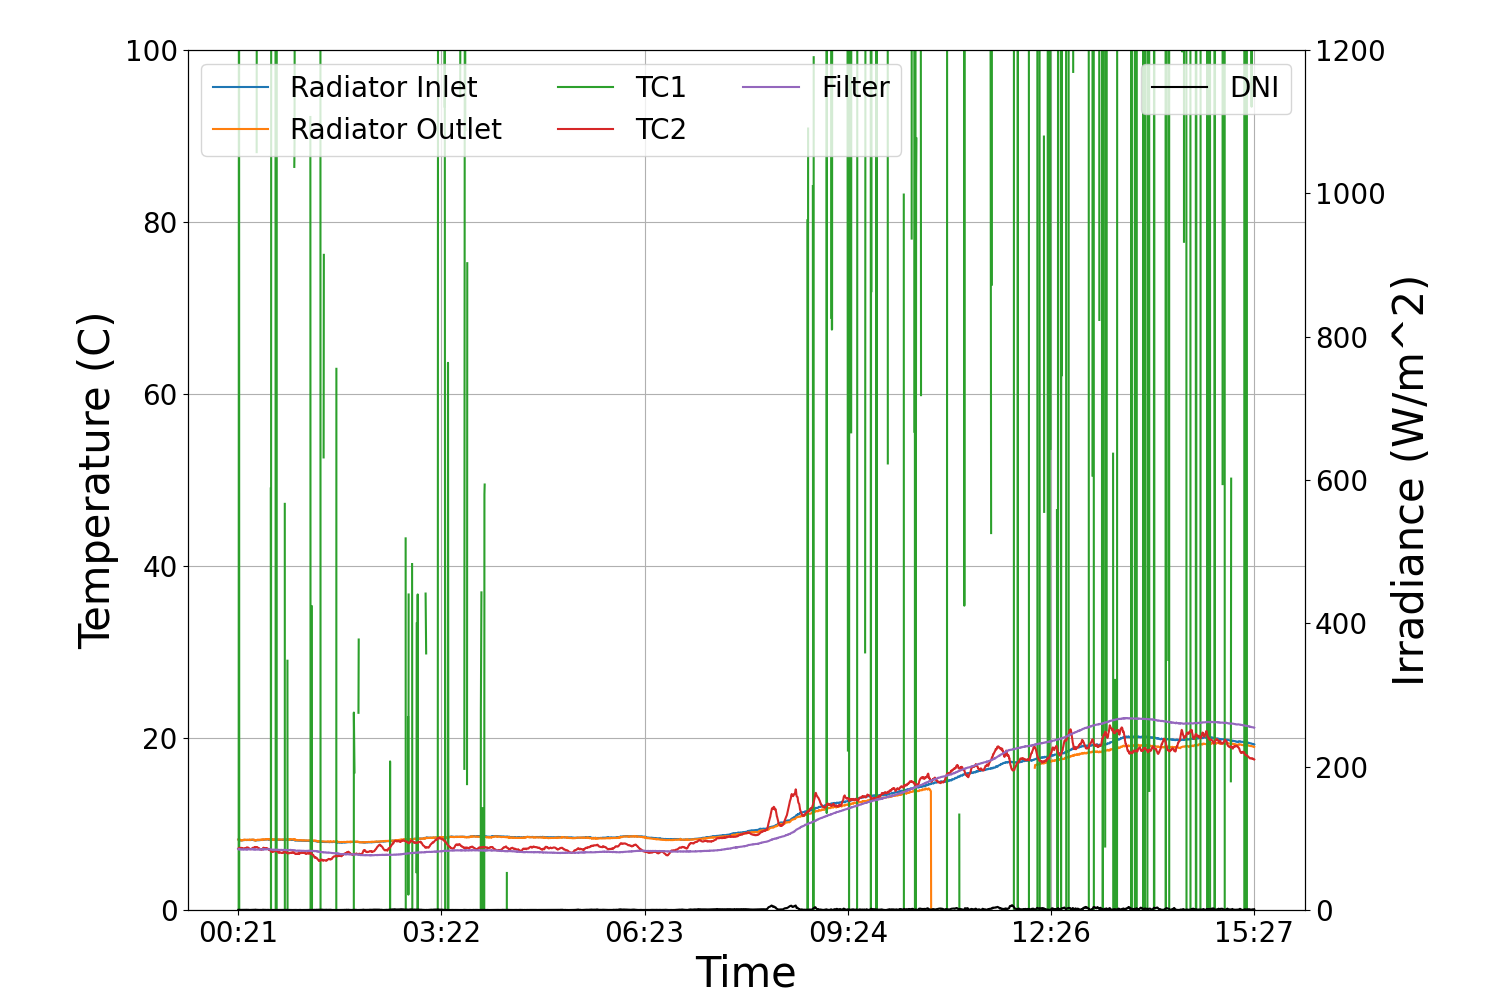 100
80
60
40
20
0
Temperature (C)
Radiator Inlet
Radiator Outlet
TC1
TC2
Filter
DNI
1200
1000
800
600
400
200
0
Irradiance (W/m^2)
00:21 03:22 06:23 09:24 12:26 15:27
Time